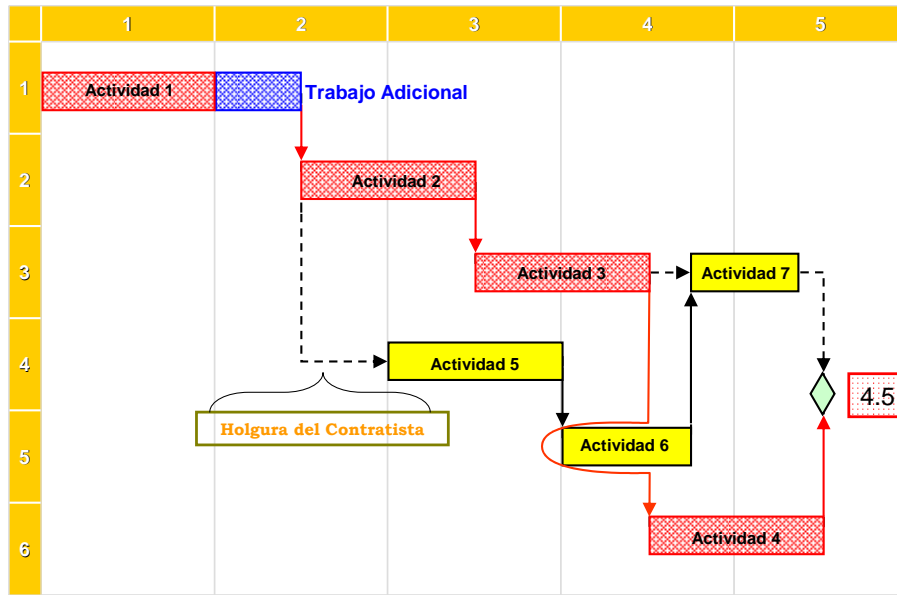 1 2 3 4 5
1
Actividad 1
Trabajo Adicional
2
Actividad 2
3
Actividad 3
Actividad 7
4
Actividad 5
4.5
Holgura del Contratista
5
Actividad 6
6
Actividad 4